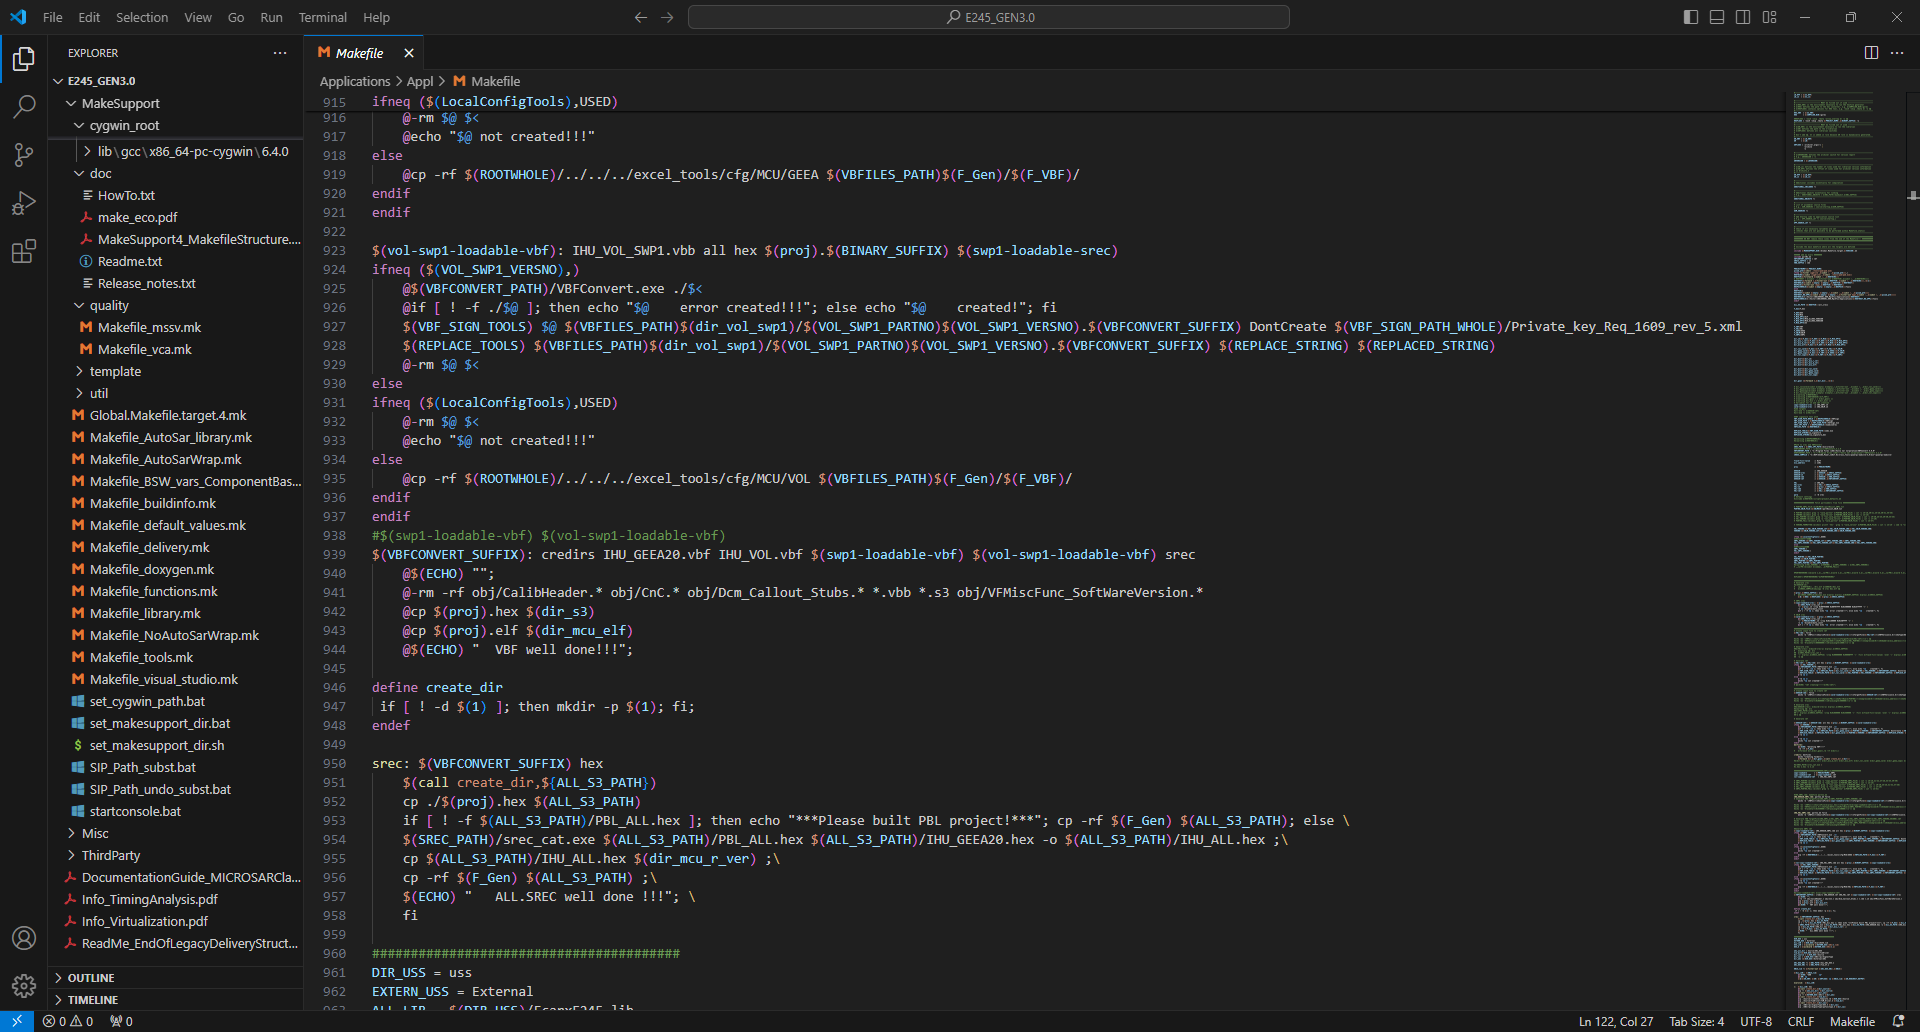 File Edit Selection View Go Run Terminal Help
E245_GEN3.0
EXPLORER
E245_GEN3.0
MakeSupport
cygwin_root
lib\gcc\x86_64-pc-cygwin\6.4.0
doc
HowTo.txt
make_eco.pdf
MakeSupport4_MakefileStructure....
Readme.txt
Release_notes.txt
quality
Makefile_mssv.mk
Makefile_vca.mk
template
util
Global.Makefile.target.4.mk
Makefile_AutoSar_library.mk
Makefile_AutoSarWrap.mk
Makefile_BSW_vars_ComponentBas...
Makefile_buildinfo.mk
Makefile_default_values.mk
Makefile_delivery.mk
Makefile_doxygen.mk
Makefile_functions.mk
Makefile_library.mk
Makefile_NoAutoSarWrap.mk
Makefile_tools.mk
Makefile_visual_studio.mk
set_cygwin_path.bat
set_makesupport_dir.bat
set_makesupport_dir.sh
SIP_Path_subst.bat
SIP_Path_undo_subst.bat
startconsole.bat
Misc
ThirdParty
DocumentationGuide_MICROSARCla...
Info_TimingAnalysis.pdf
Info_Virtualization.pdf
ReadMe_EndOfLegacyDeliveryStruct...
OUTLINE
TIMELINE
Makefile
Applications > Appl > Makefile
915 ifneq ($(LocalConfigTools),USED)
916     @-rm $@ $<
917     @echo "$@ not created!!!"
918 else
919     @cp -rf $(ROOTWHOLE)/../../../excel_tools/cfg/MCU/GEEA $(VBFILES_PATH)$(F_Gen)/$(F_VBF)/
920 endif
921 endif
922
923 $(vol-swp1-loadable-vbf): IHU_VOL_SWP1.vbb all hex $(proj).$(BINARY_SUFFIX) $(swp1-loadable-srec)
924 ifneq ($(VOL_SWP1_VERSNO),)
925     @$(VBFCONVERT_PATH)/VBFConvert.exe ./$<
926     @if [ ! -f ./$@ ]; then echo "$@    error created!!!"; else echo "$@    created!"; fi
927     $(VBF_SIGN_TOOLS) $@ $(VBFILES_PATH)$(dir_vol_swp1)/$(VOL_SWP1_PARTNO)$(VOL_SWP1_VERSNO).$(VBFCONVERT_SUFFIX) DontCreate $(VBF_SIGN_PATH_WHOLE)/Private_key_Req_1609_rev_5.xml
928     $(REPLACE_TOOLS) $(VBFILES_PATH)$(dir_vol_swp1)/$(VOL_SWP1_PARTNO)$(VOL_SWP1_VERSNO).$(VBFCONVERT_SUFFIX) $(REPLACE_STRING) $(REPLACED_STRING)
929     @-rm $@ $<
930 else
931 ifneq ($(LocalConfigTools),USED)
932     @-rm $@ $<
933     @echo "$@ not created!!!"
934 else
935     @cp -rf $(ROOTWHOLE)/../../../excel_tools/cfg/MCU/VOL $(VBFILES_PATH)$(F_Gen)/$(F_VBF)/
936 endif
937 endif
938 #$(swp1-loadable-vbf) $(vol-swp1-loadable-vbf)
939 $(VBFCONVERT_SUFFIX): credirs IHU_GEEA20.vbf IHU_VOL.vbf $(swp1-loadable-vbf) $(vol-swp1-loadable-vbf) srec
940     @$(ECHO) "";
941     @-rm -rf obj/CalibHeader.* obj/CnC.* obj/Dcm_Callout_Stubs.* *.vbb *.s3 obj/VFMiscFunc_SoftWareVersion.*
942     @cp $(proj).hex $(dir_s3)
943     @cp $(proj).elf $(dir_mcu_elf)
944     @$(ECHO) "  VBF well done!!!";
945
946 define create_dir
947  if [ ! -d $(1) ]; then mkdir -p $(1); fi;
948 endef
949
950 srec: $(VBFCONVERT_SUFFIX) hex
951     $(call create_dir,${ALL_S3_PATH})
952     cp ./$(proj).hex $(ALL_S3_PATH)
953     if [ ! -f $(ALL_S3_PATH)/PBL_ALL.hex ]; then echo "***Please built PBL project!***"; cp -rf $(F_Gen) $(ALL_S3_PATH); else \
954     $(SREC_PATH)/srec_cat.exe $(ALL_S3_PATH)/PBL_ALL.hex $(ALL_S3_PATH)/IHU_GEEA20.hex -o $(ALL_S3_PATH)/IHU_ALL.hex ;\
955     cp $(ALL_S3_PATH)/IHU_ALL.hex $(dir_mcu_r_ver) ;\
956     cp -rf $(F_Gen) $(ALL_S3_PATH) ;\
957     $(ECHO) "   ALL.SREC well done !!!"; \
958     fi
959
960 ########################################
961 DIR_USS = uss
962 EXTERN_USS = External
0 0 0
Ln 122, Col 27 Tab Size: 4 UTF-8 CRLF Makefile